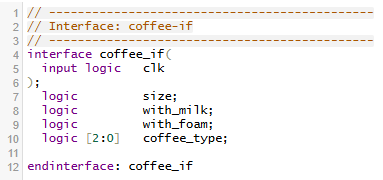 1 // --------------------------------------------
2 // Interface: coffee-if
3 // --------------------------------------------
4 interface coffee_if(
5   input logic   clk
6 );
7   logic         size;
8   logic         with_milk;
9   logic         with_foam;
10   logic [2:0]   coffee_type;
11
12 endinterface: coffee_if